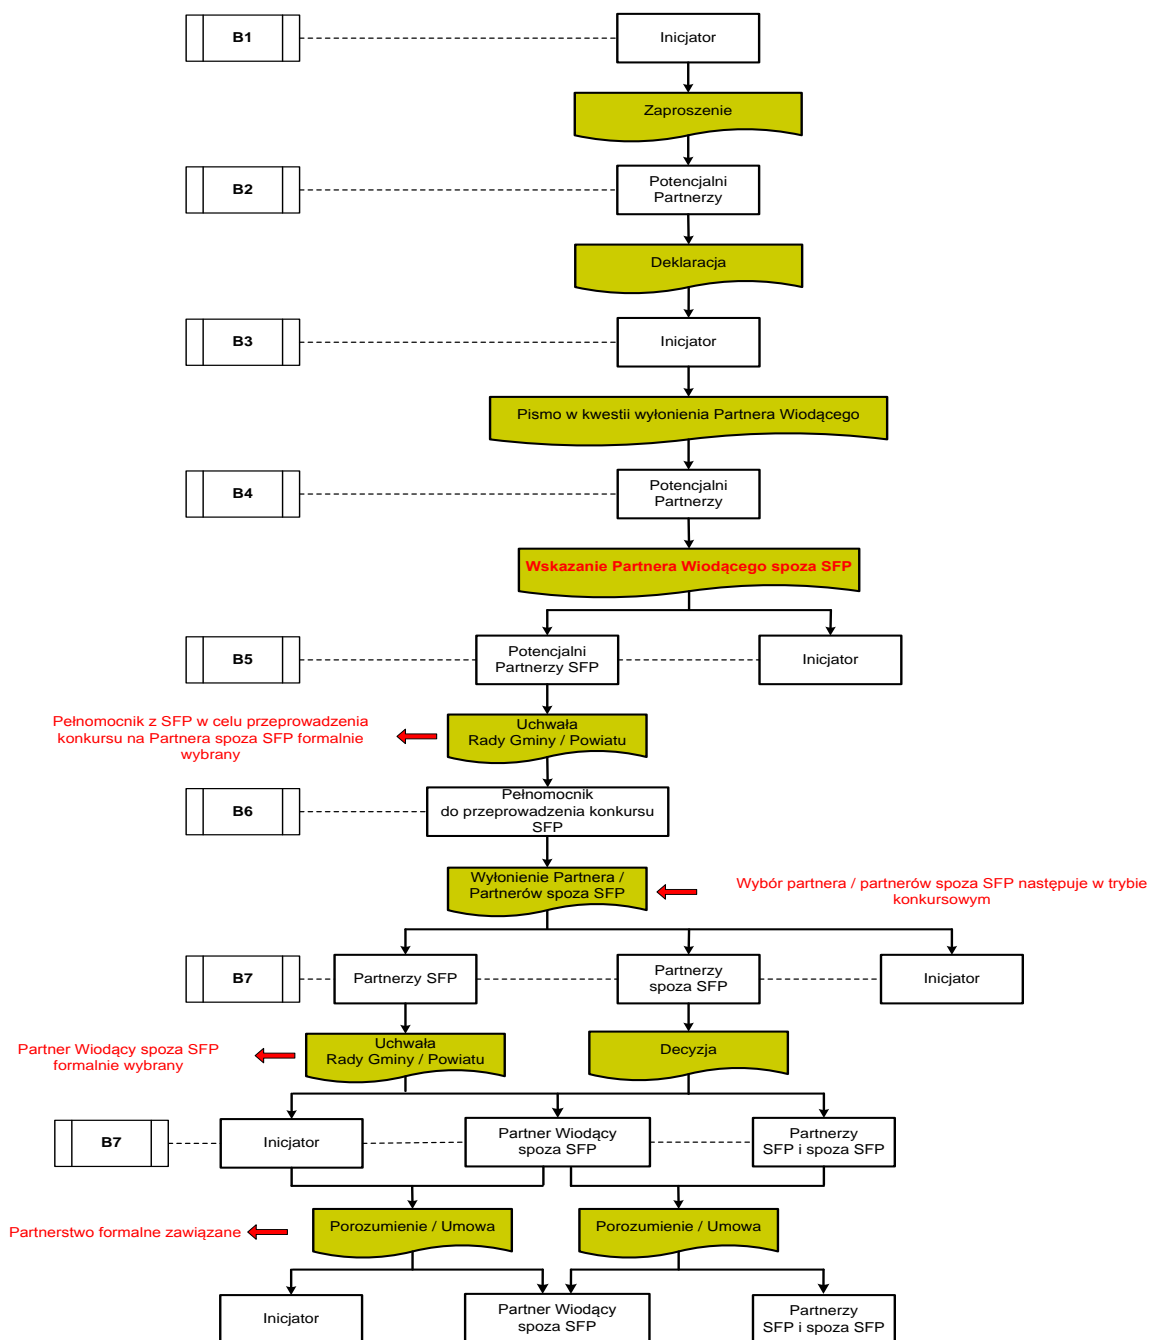 B1
Inicjator
Zaproszenie
B2
Potencjalni
Partnerzy
Deklaracja
B3
Inicjator
Pismo w kwestii wyłonienia Partnera Wiodącego
B4
Potencjalni
Partnerzy
Wskazanie Partnera Wiodącego spoza SFP
B5
Potencjalni
Partnerzy SFP
Inicjator
Pełnomocnik z SFP w celu przeprowadzenia
konkursu na Partnera spoza SFP formalnie
wybrany
Uchwała
Rady Gminy / Powiatu
B6
Pełnomocnik
do przeprowadzenia konkursu
SFP
Wyłonienie Partnera /
Partnerów spoza SFP
Wybór partnera / partnerów spoza SFP następuje w trybie
konkursowym
B7
Partnerzy SFP
Partnerzy
spoza SFP
Inicjator
Partner Wiodący spoza SFP
formalnie wybrany
Uchwała
Rady Gminy / Powiatu
Decyzja
B7
Inicjator
Partner Wiodący
spoza SFP
Partnerzy
SFP i spoza SFP
Partnerstwo formalne zawiązane
Porozumienie / Umowa
Porozumienie / Umowa
Inicjator
Partner Wiodący
spoza SFP
Partnerzy
SFP i spoza SFP